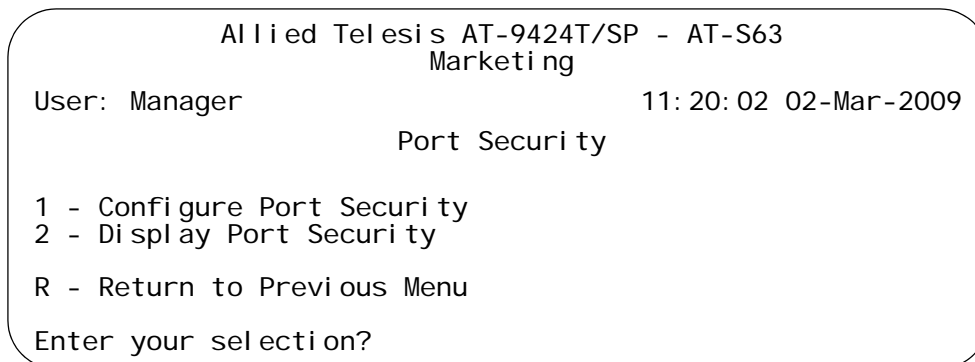 Allied Telesis AT-9424T/SP - AT-S63
Marketing
User: Manager 11:20:02 02-Mar-2009
Port Security
1 - Configure Port Security
2 - Display Port Security
R - Return to Previous Menu
Enter your selection?